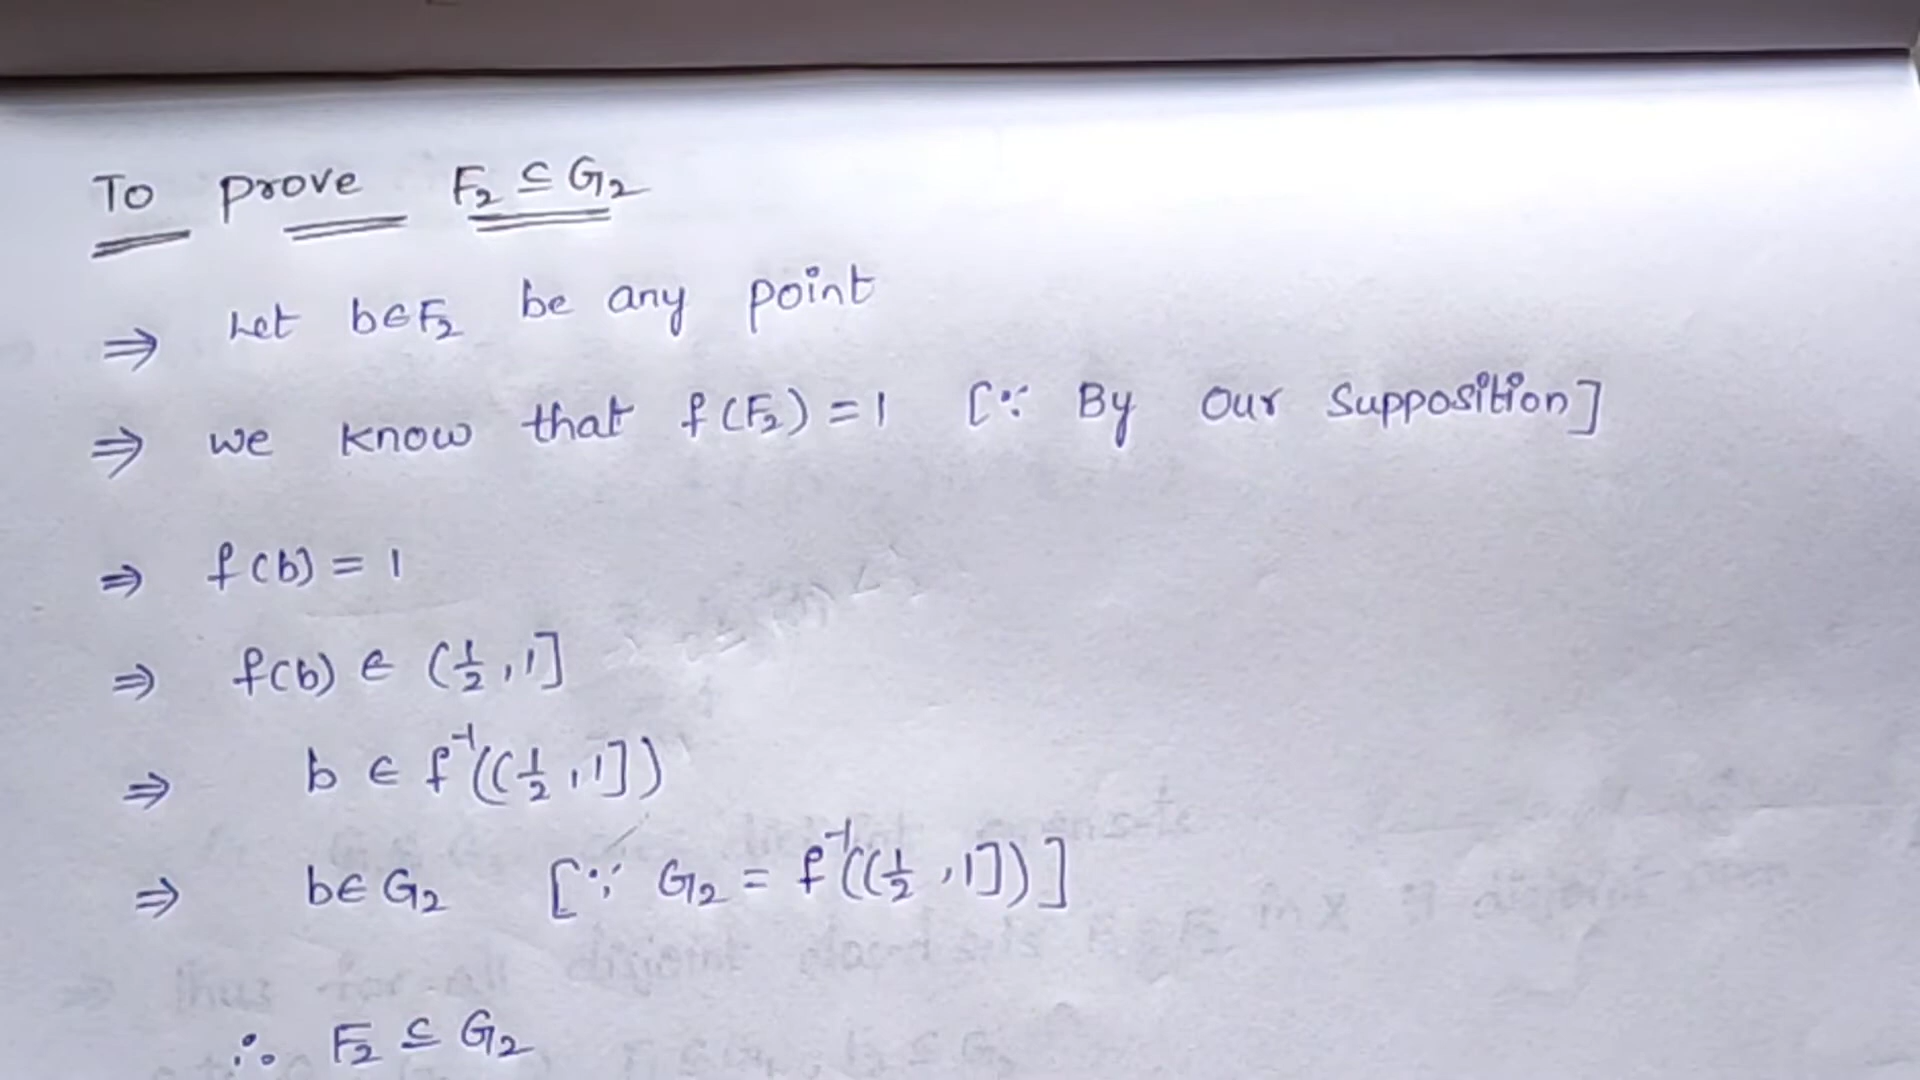 To prove F₂ ⊆ G₂
⇒ Let b∈F₂ be any point
⇒ we know that f(F₂) = 1 [∵ By our Supposition]
⇒ f(b) = 1
⇒ f(b) ∈ (½, 1]
⇒ b ∈ f⁻¹((½, 1])
⇒ b∈ G₂ [∵ G₂ = f⁻¹((½, 1])]
∴ F₂ ⊆ G₂